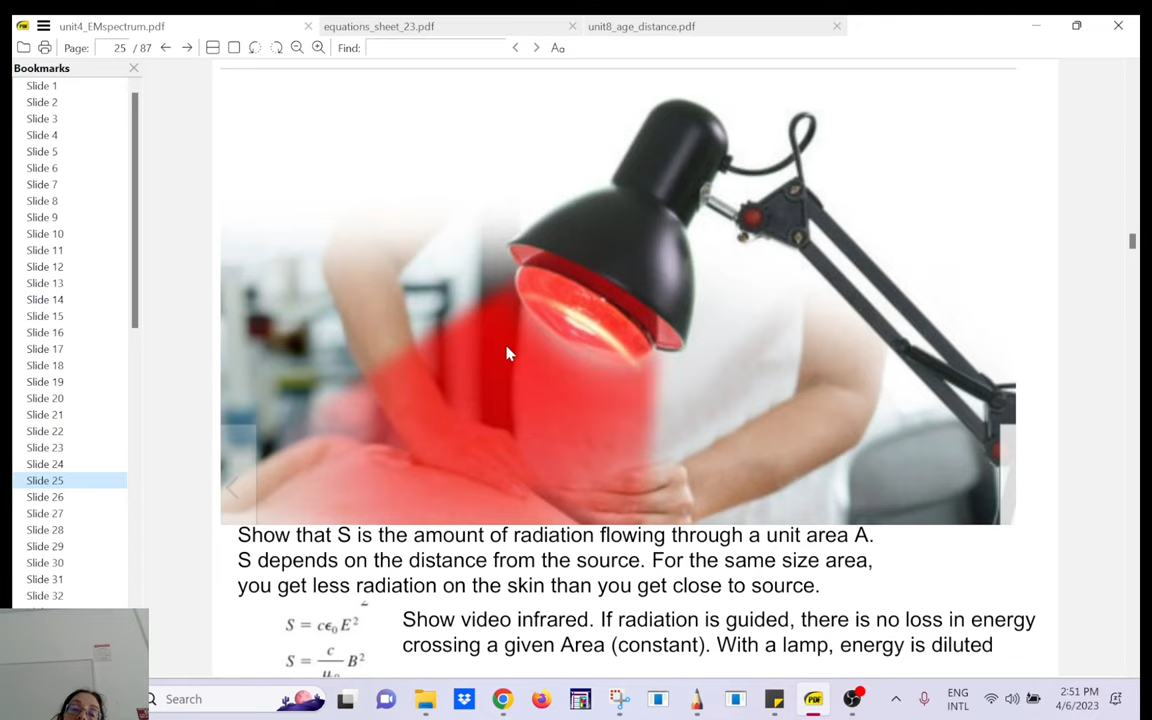 unit4_EMspectrum.pdf
equations_sheet_23.pdf
unit8_age_distance.pdf
Page: 25 / 87
Find:
Aa
Bookmarks
Slide 1
Slide 2
Slide 3
Slide 4
Slide 5
Slide 6
Slide 7
Slide 8
Slide 9
Slide 10
Slide 11
Slide 12
Slide 13
Slide 14
Slide 15
Slide 16
Slide 17
Slide 18
Slide 19
Slide 20
Slide 21
Slide 22
Slide 23
Slide 24
Slide 25
Slide 26
Slide 27
Slide 28
Slide 29
Slide 30
Slide 31
Slide 32
Show that S is the amount of radiation flowing through a unit area A.
S depends on the distance from the source. For the same size area,
you get less radiation on the skin than you get close to source.
S = cϵ₀E²
S = c/μ₀ B²
Show video infrared. If radiation is guided, there is no loss in energy
crossing a given Area (constant). With a lamp, energy is diluted
Search
ENG
INTL
2:51 PM
4/6/2023